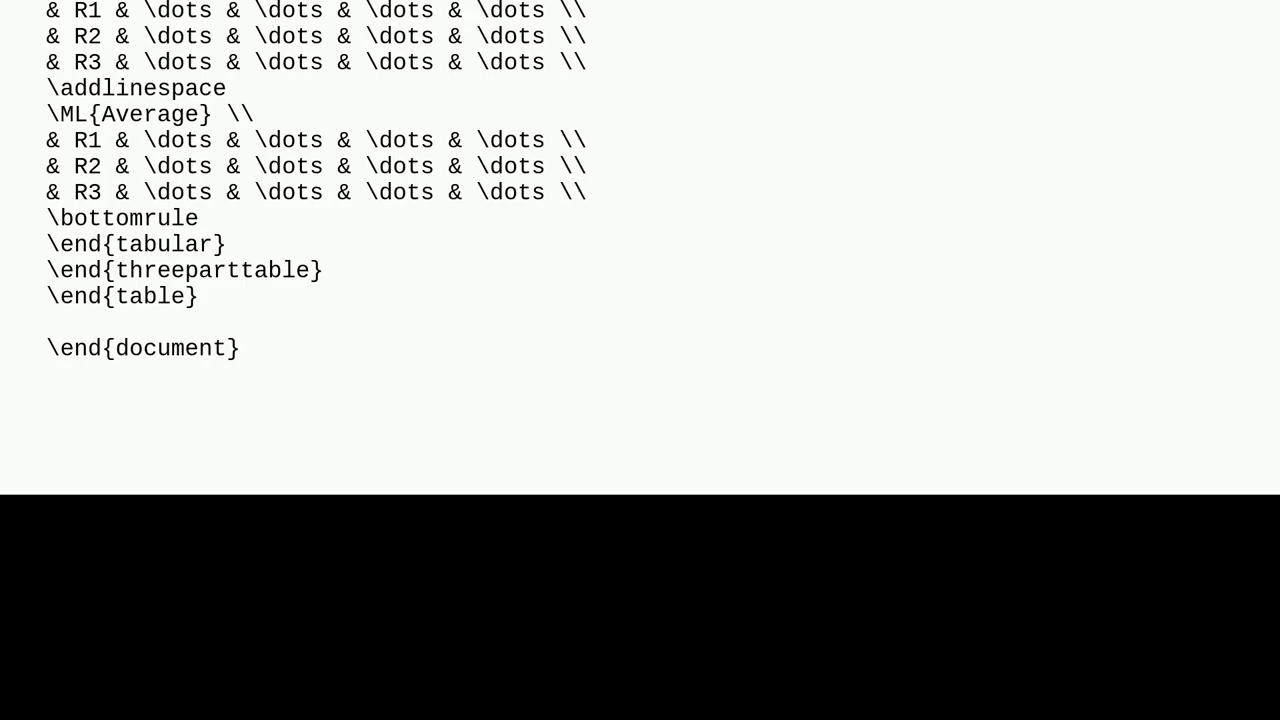 & R1 & \dots & \dots & \dots & \dots \\
& R2 & \dots & \dots & \dots & \dots \\
& R3 & \dots & \dots & \dots & \dots \\
\addlinespace
\ML{Average} \\
& R1 & \dots & \dots & \dots & \dots \\
& R2 & \dots & \dots & \dots & \dots \\
& R3 & \dots & \dots & \dots & \dots \\
\bottomrule
\end{tabular}
\end{threeparttable}
\end{table}
\end{document}